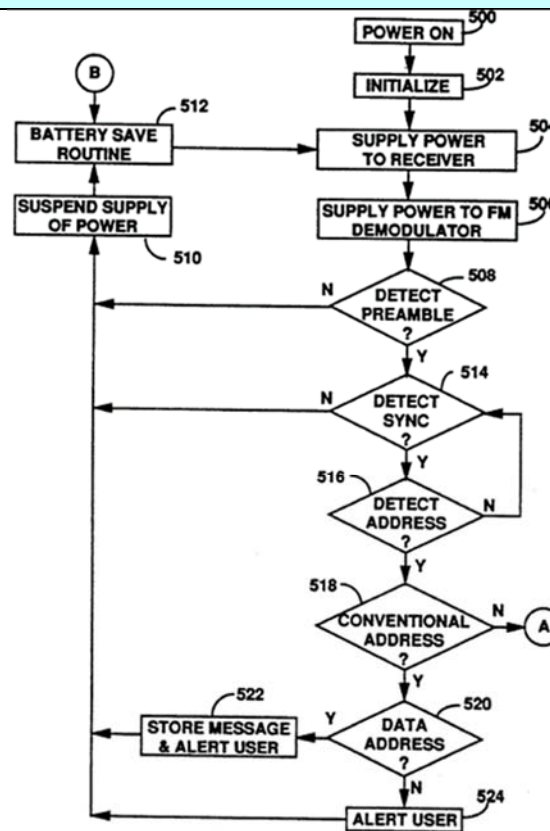 500
POWER ON
502
INITIALIZE
B
512
BATTERY SAVE
ROUTINE
504
SUPPLY POWER
TO RECEIVER
SUSPEND SUPPLY
OF POWER
510
SUPPLY POWER TO FM
DEMODULATOR
508
N
DETECT
PREAMBLE
?
Y
514
N
DETECT
SYNC
?
Y
516
DETECT
ADDRESS
?
N
Y
518
CONVENTIONAL
ADDRESS
?
N
A
Y
522
STORE MESSAGE
& ALERT USER
Y
520
DATA
ADDRESS
?
N
524
ALERT USER